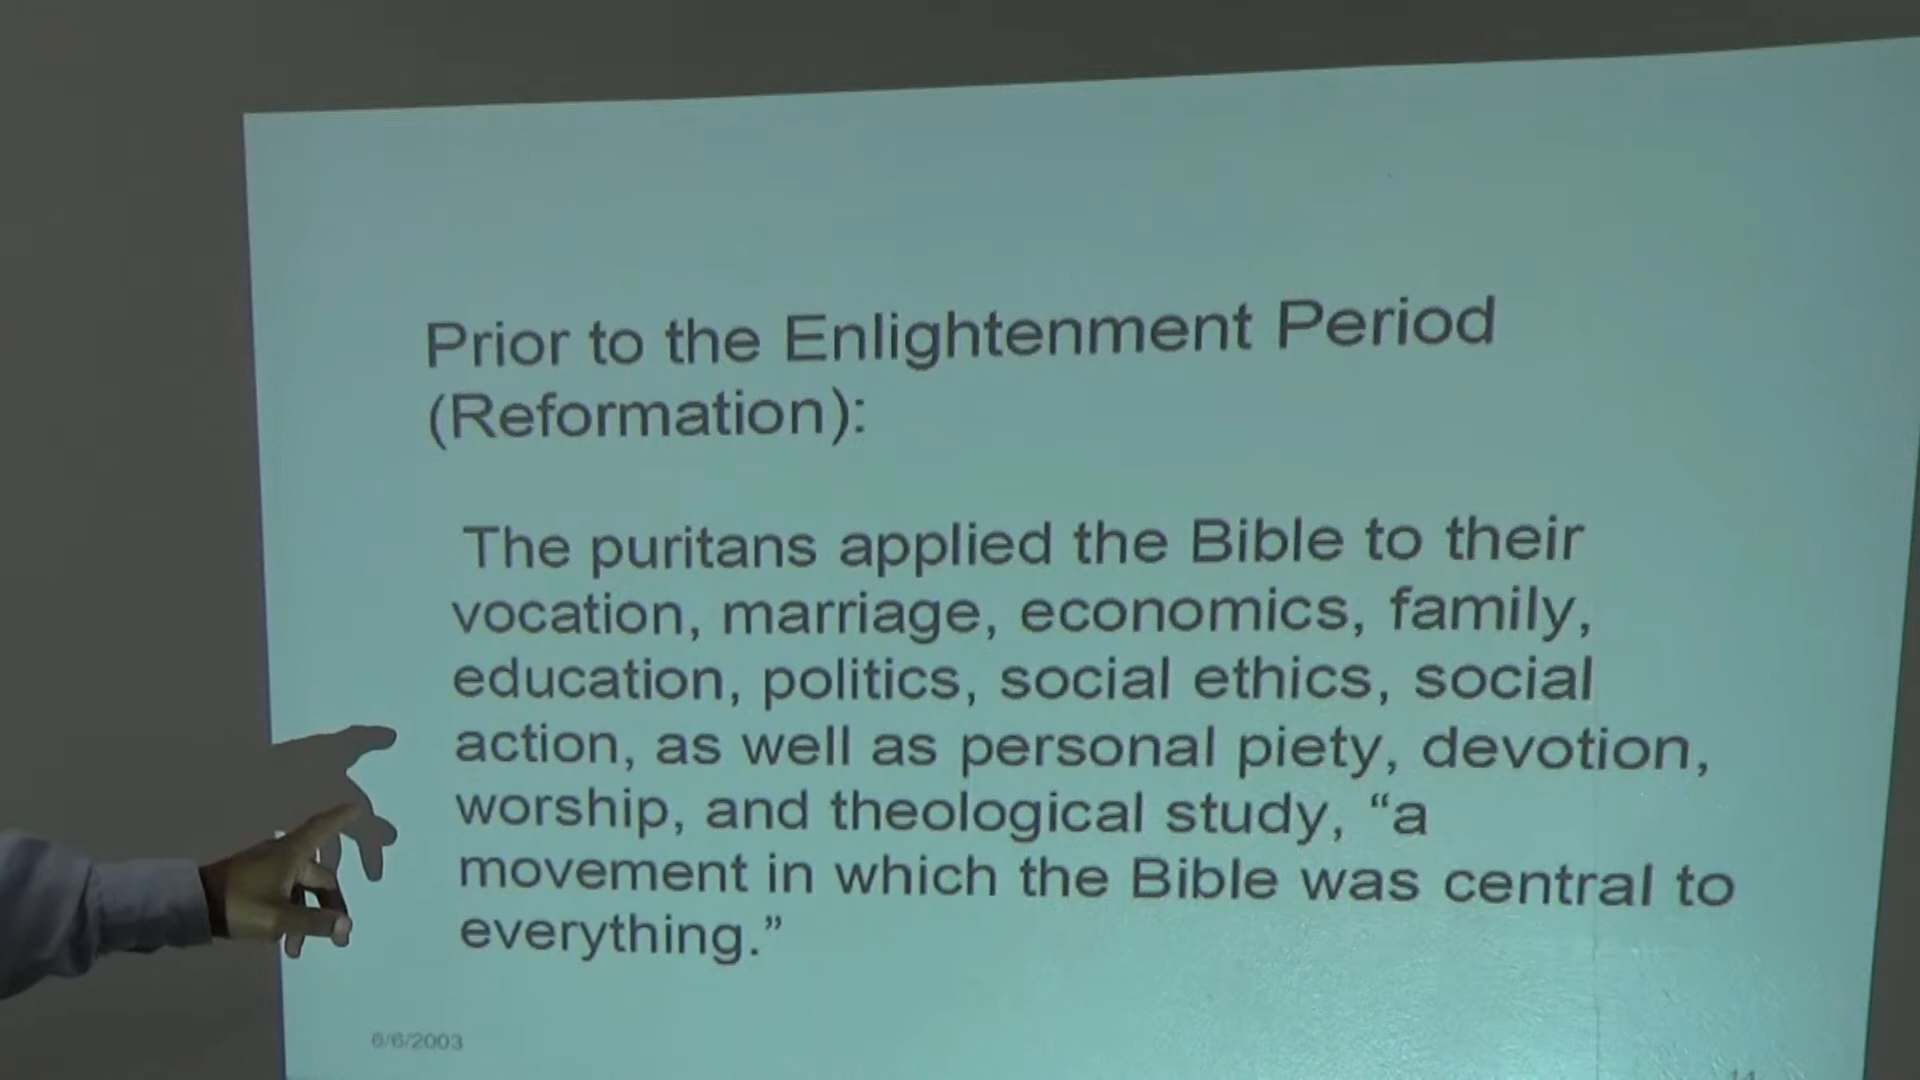 Prior to the Enlightenment Period
(Reformation):
The puritans applied the Bible to their
vocation, marriage, economics, family,
education, politics, social ethics, social
action, as well as personal piety, devotion,
worship, and theological study, “a
movement in which the Bible was central to
everything.”
6/6/2003